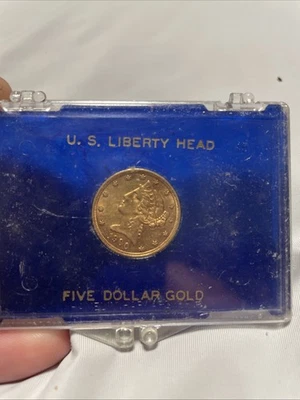 U. S. LIBERTY HEAD
FIVE DOLLAR GOLD